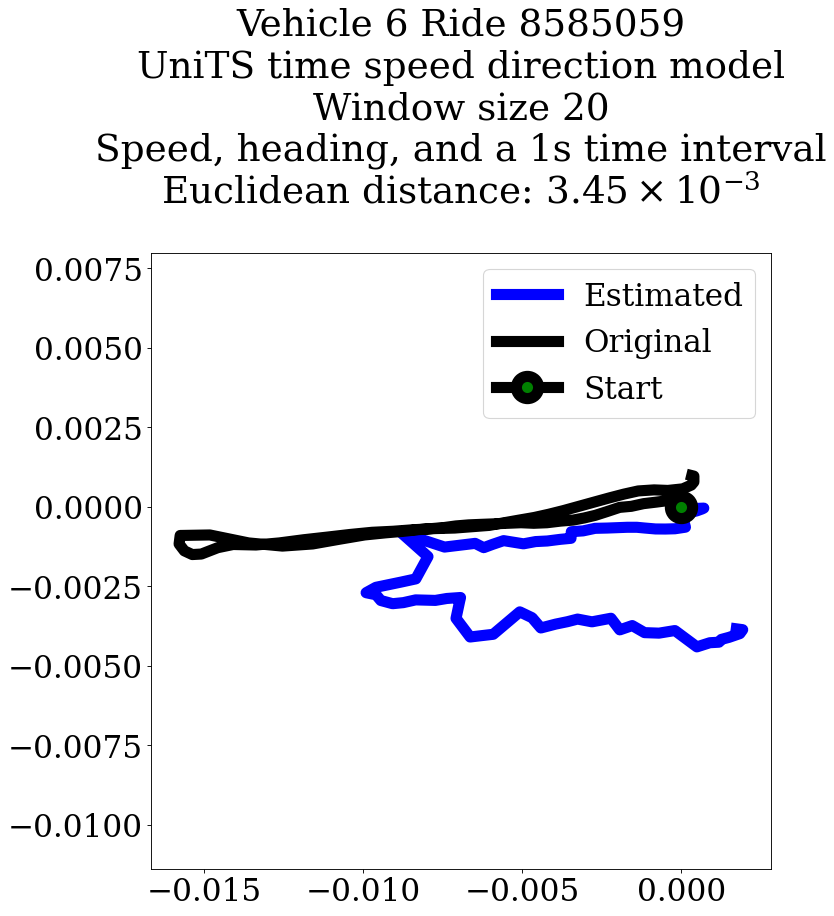 Vehicle 6 Ride 8585059
UniTS time speed direction model
Window size 20
Speed, heading, and a 1s time interval
Euclidean distance: 3.45 × 10⁻³
Estimated
Original
Start
0.0075
0.0050
0.0025
0.0000
−0.0025
−0.0050
−0.0075
−0.0100
−0.015 −0.010 −0.005 0.000